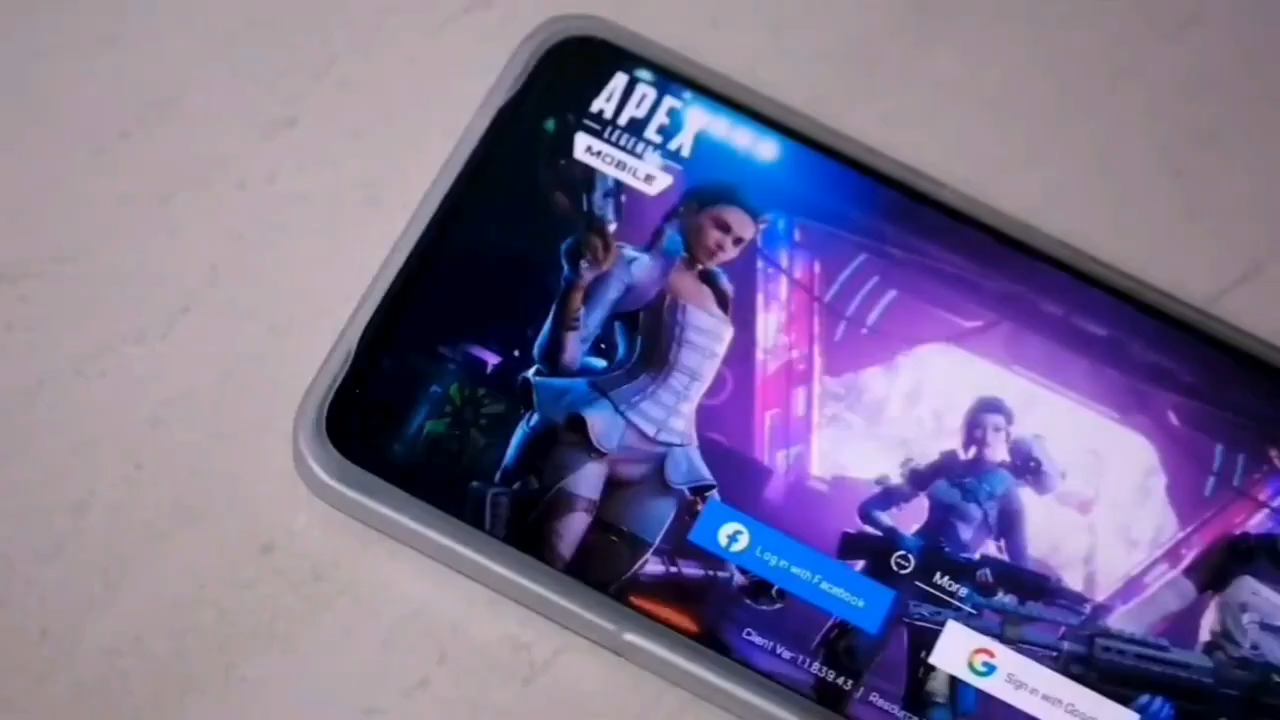 APEX
LEGENDS
MOBILE
Log in with Facebook
More
Sign in with Google
Client Ver 1.1.839.43 |